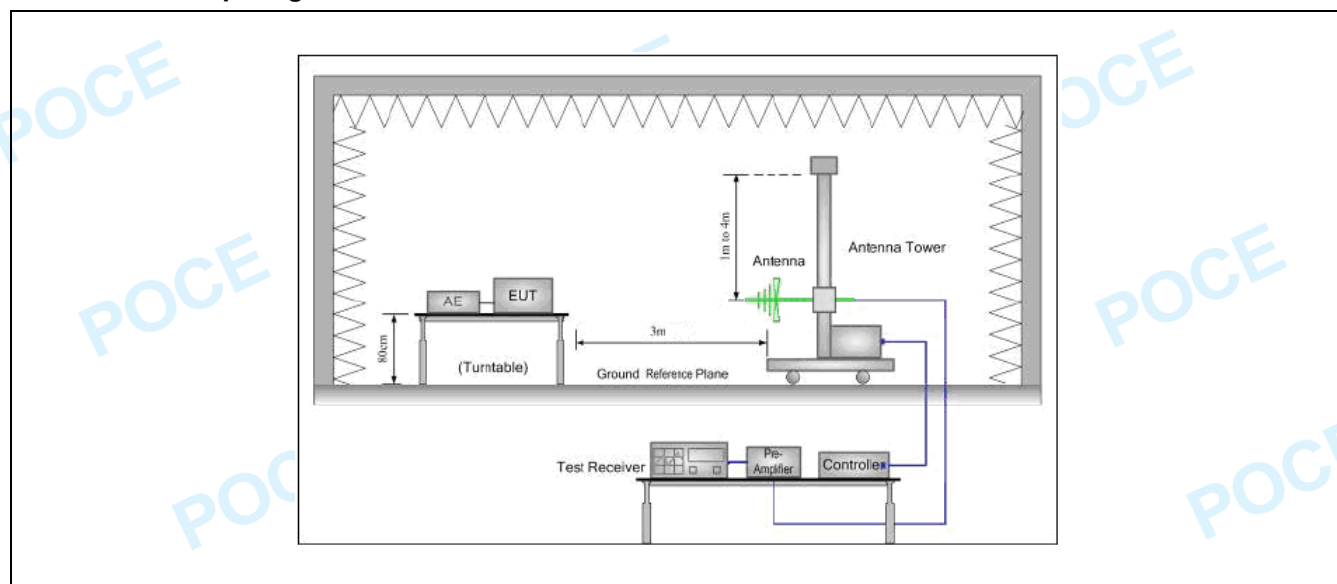 POCE
POCE
1m to 4m
Antenna Tower
Antenna
POCE
POCE
AE
EUT
3m
80cm
(Turntable)
Ground Reference Plane
Test Receiver
Pre-
Amplifier
Controller